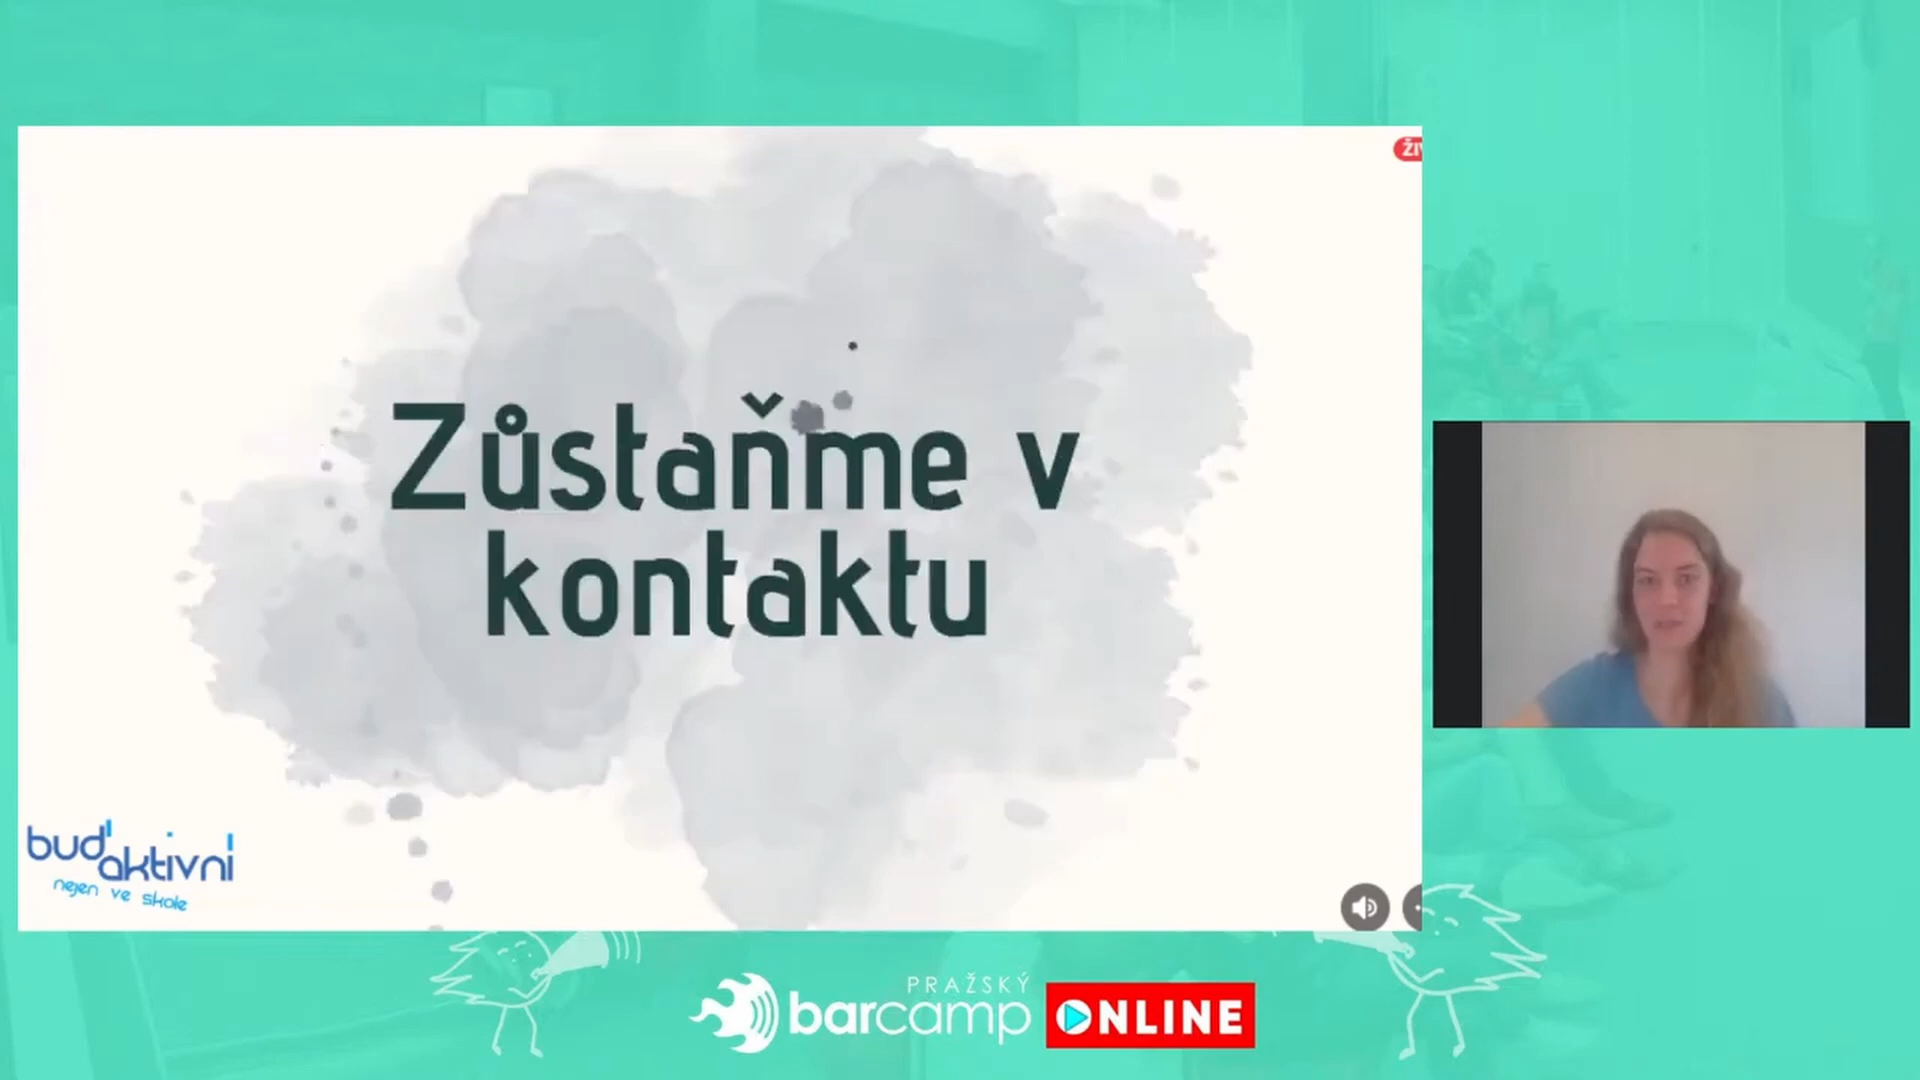 Zůstaňme v
kontaktu
buď aktivní
nejen ve škole
PRAŽSKÝ
barcamp
ONLINE